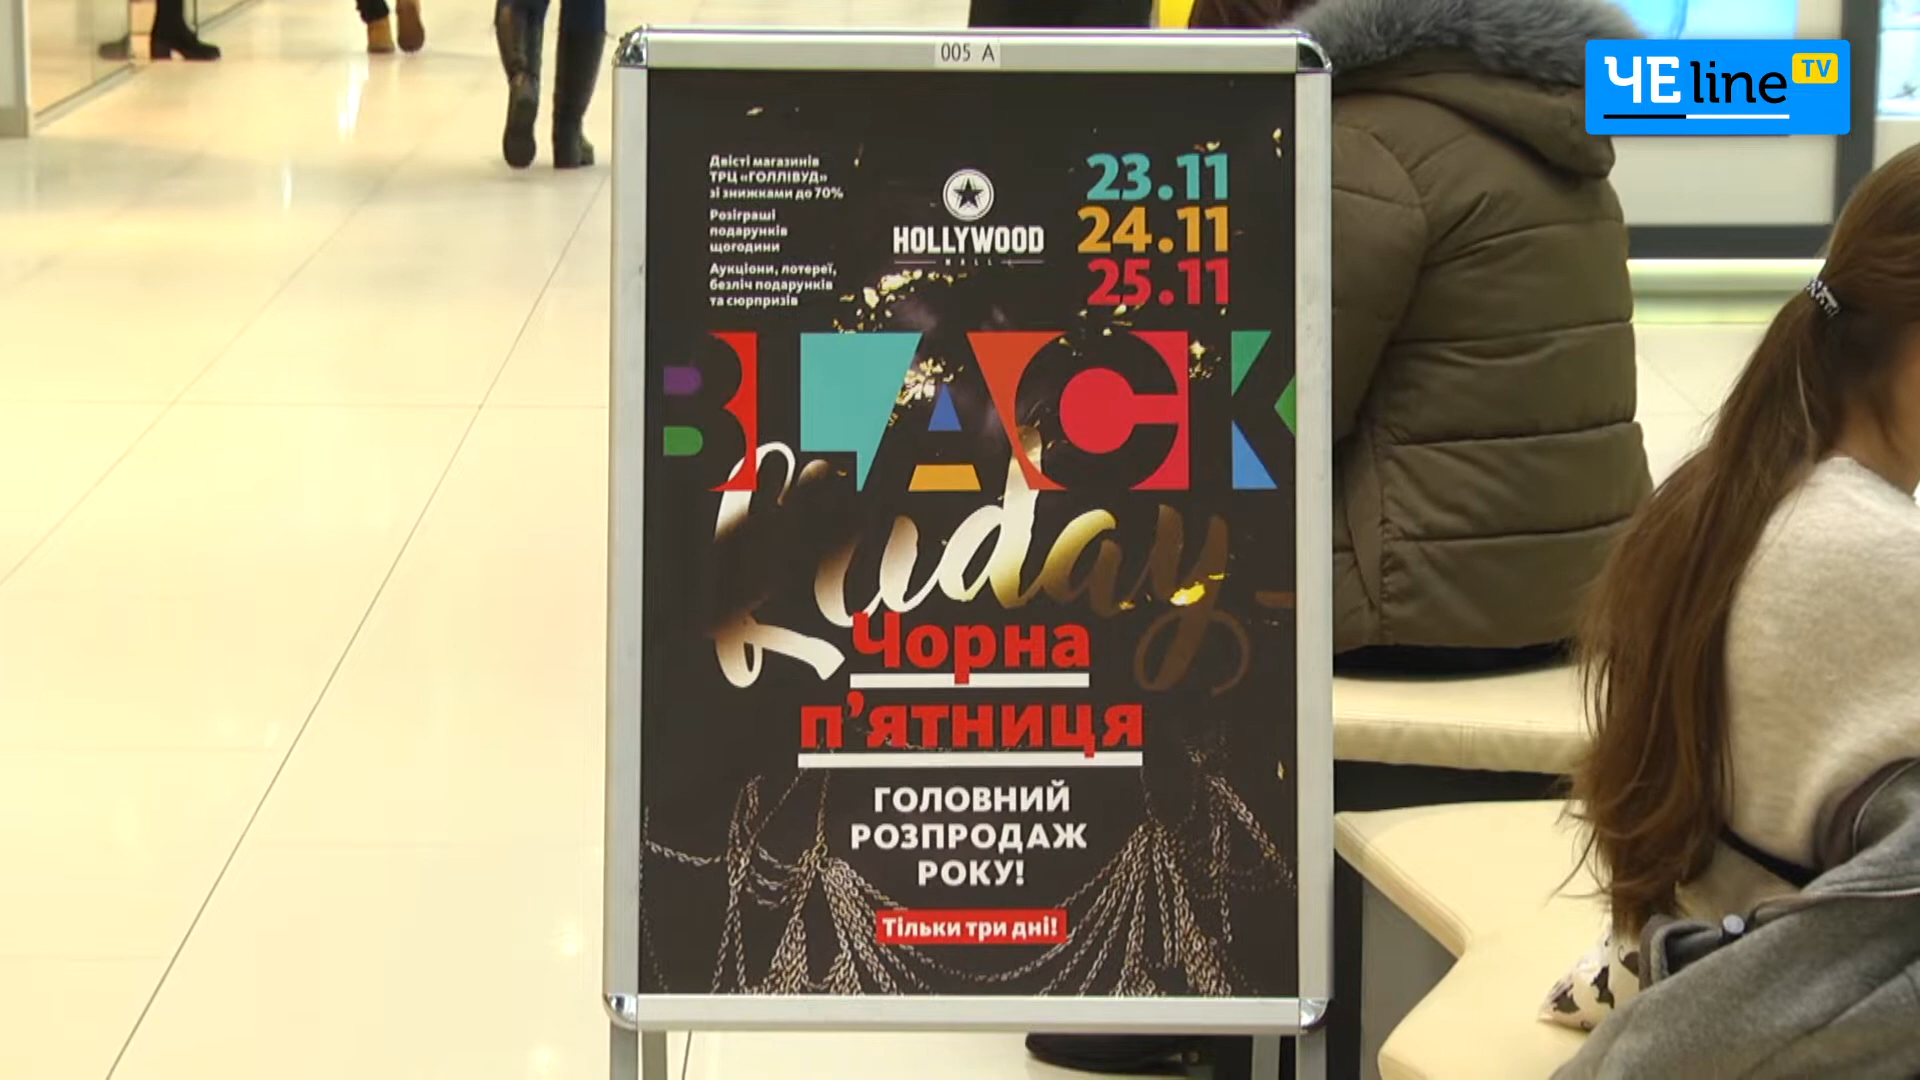 005 A
ЧЕline TV
Двісті магазинів
ТРЦ «ГОЛЛІВУД»
зі знижками до 70%
Розіграші
подарунків
щогодини
Аукціони, лотереї,
безліч подарунків
та сюрпризів
HOLLYWOOD
MALL
23.11
24.11
25.11
BLACK
Friday
Чорна
п’ятниця
ГОЛОВНИЙ
РОЗПРОДАЖ
РОКУ!
Тільки три дні!